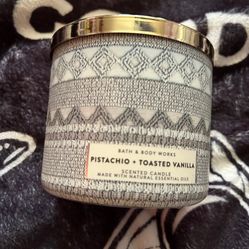 BATH & BODY WORKS
PISTACHIO + TOASTED VANILLA
SCENTED CANDLE
MADE WITH NATURAL ESSENTIAL OILS